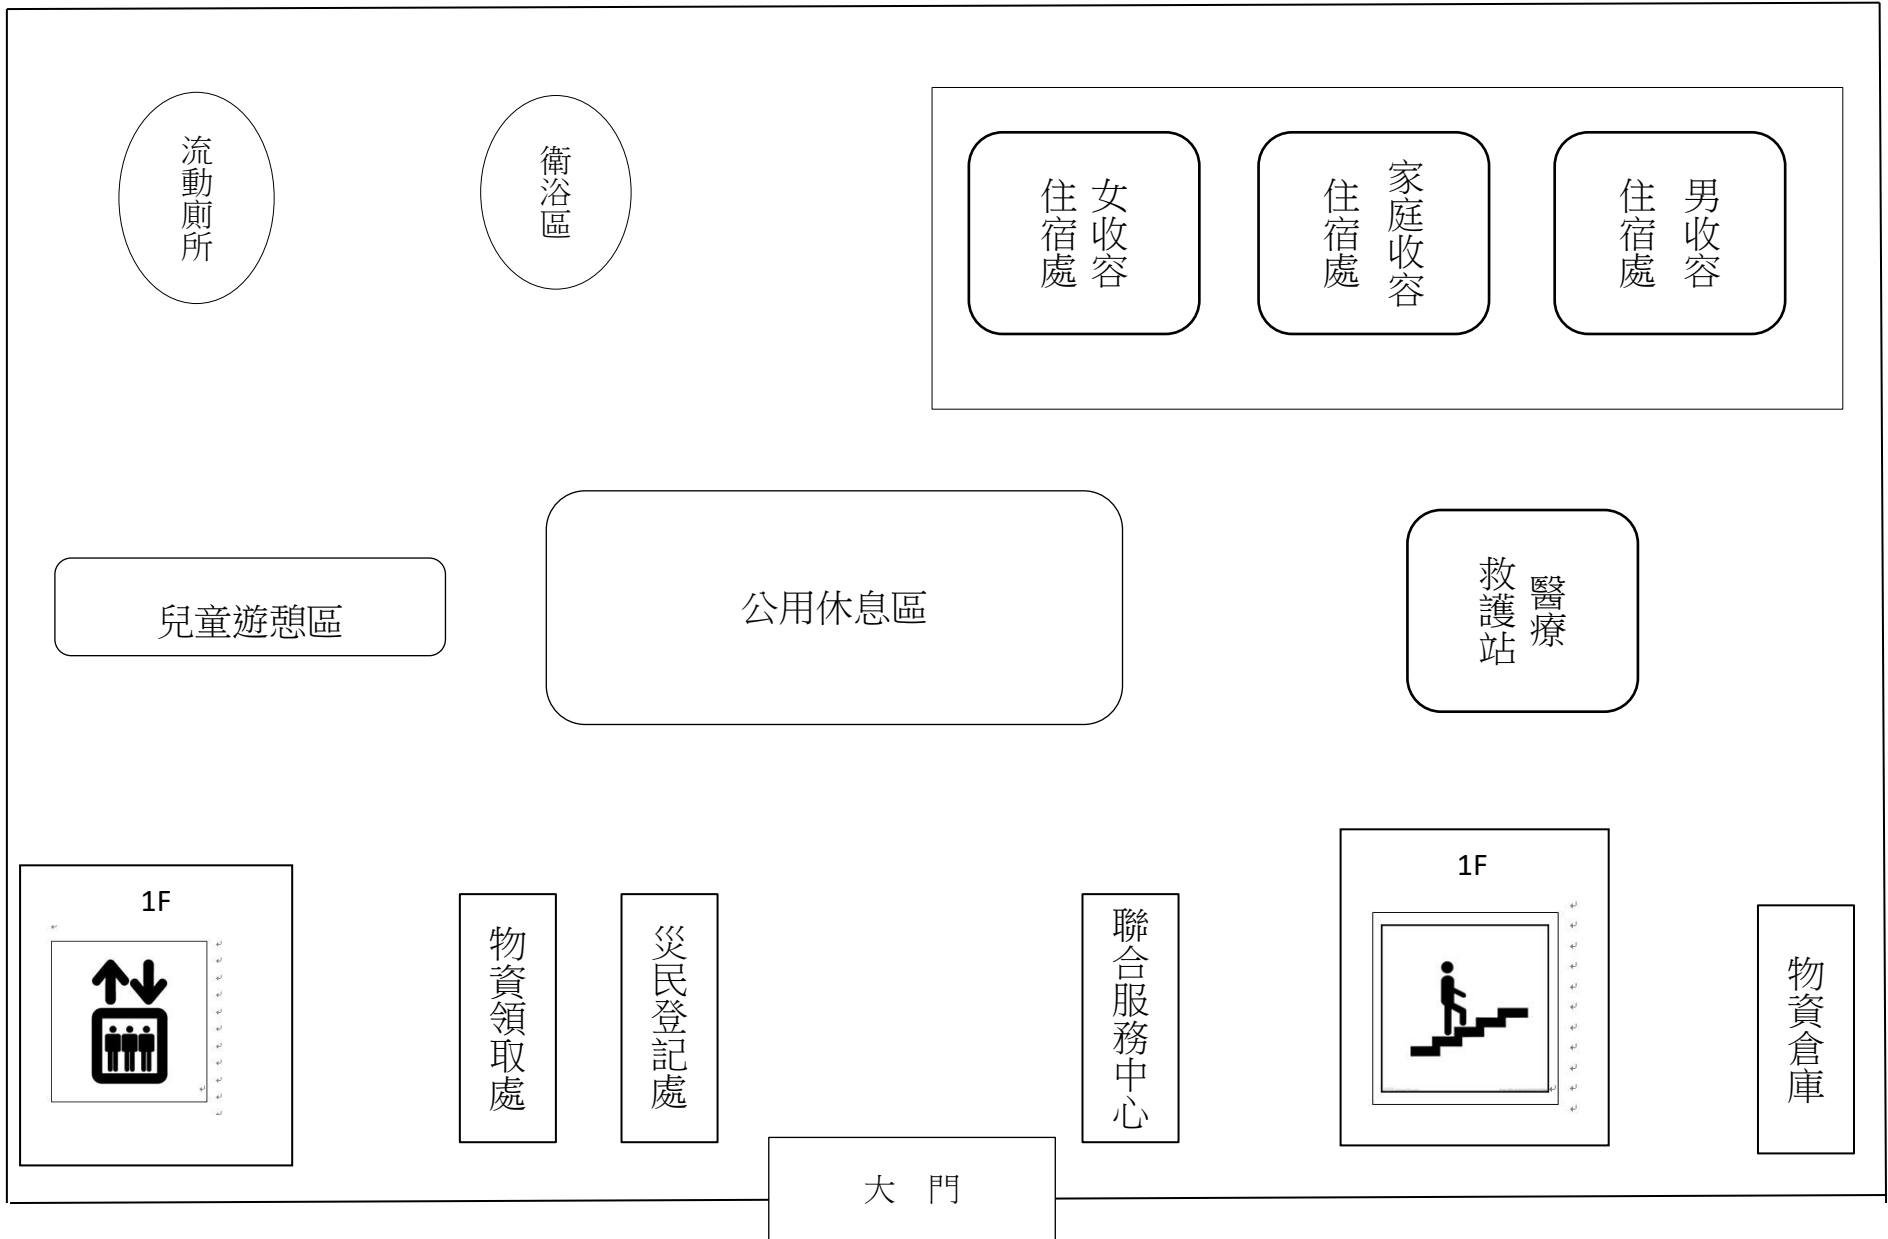 流動廁所
衛浴區
女收容
住宿處
家庭收容
住宿處
男收容
住宿處
兒童遊憩區
公用休息區
醫療
救護站
1F
物資領取處
災民登記處
聯合服務中心
1F
物資倉庫
大 門